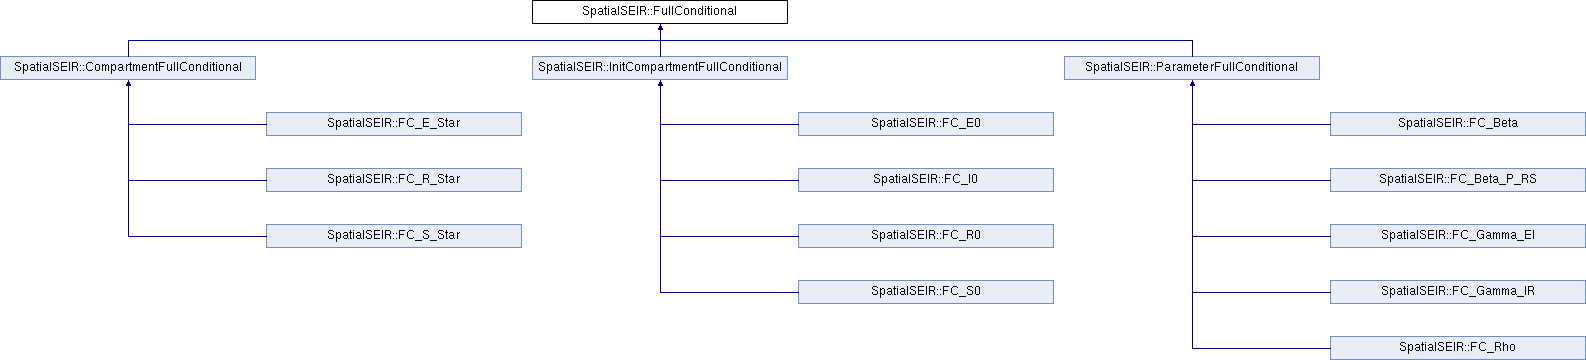 SpatialSEIR::FullConditional
SpatialSEIR::CompartmentFullConditional
SpatialSEIR::InitCompartmentFullConditional
SpatialSEIR::ParameterFullConditional
SpatialSEIR::FC_E_Star
SpatialSEIR::FC_E0
SpatialSEIR::FC_Beta
SpatialSEIR::FC_R_Star
SpatialSEIR::FC_I0
SpatialSEIR::FC_Beta_P_RS
SpatialSEIR::FC_S_Star
SpatialSEIR::FC_R0
SpatialSEIR::FC_Gamma_EI
SpatialSEIR::FC_S0
SpatialSEIR::FC_Gamma_IR
SpatialSEIR::FC_Rho